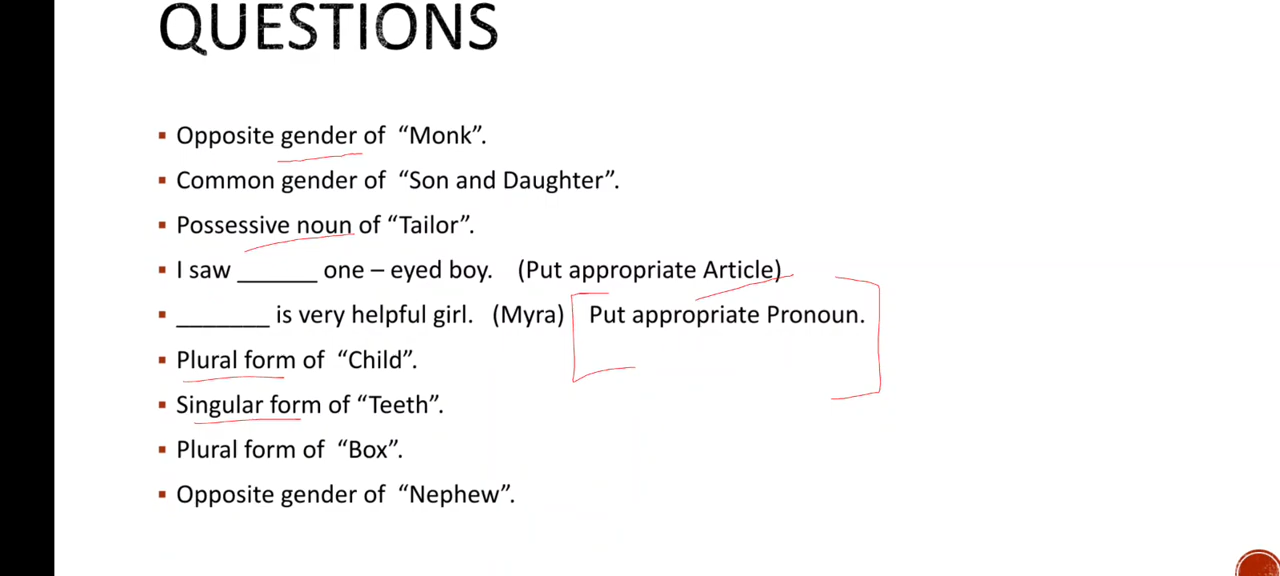 QUESTIONS
▪ Opposite gender of “Monk”.
▪ Common gender of “Son and Daughter”.
▪ Possessive noun of “Tailor”.
▪ I saw ______ one – eyed boy. (Put appropriate Article)
▪ _______ is very helpful girl. (Myra) Put appropriate Pronoun.
▪ Plural form of “Child”.
▪ Singular form of “Teeth”.
▪ Plural form of “Box”.
▪ Opposite gender of “Nephew”.